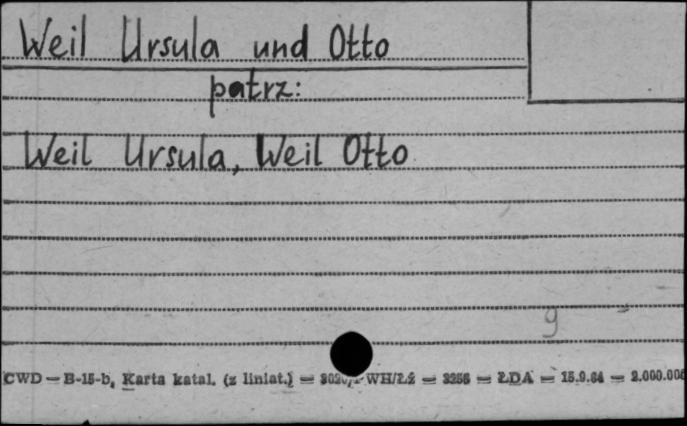 Weil Ursula und Otto
patrz:
Weil Ursula, Weil Otto
9
CWD — B-15-b, Karta katal. (z liniat.) — WH/Łż — 3256 — ŁDA — 15.9.64 — 2.000.000